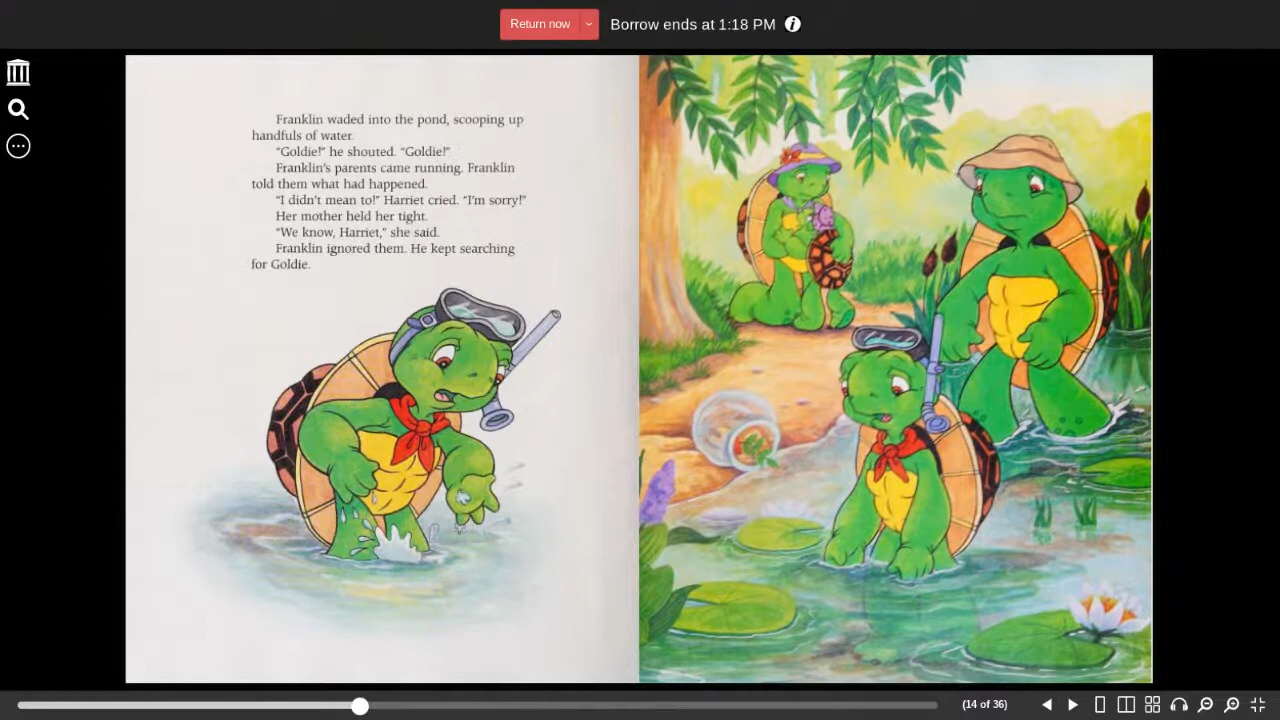 Return now
Borrow ends at 1:18 PM
Franklin waded into the pond, scooping up
handfuls of water.
“Goldie!” he shouted. “Goldie!”
Franklin’s parents came running. Franklin
told them what had happened.
“I didn’t mean to!” Harriet cried. “I’m sorry!”
Her mother held her tight.
“We know, Harriet,” she said.
Franklin ignored them. He kept searching
for Goldie.
(14 of 36)